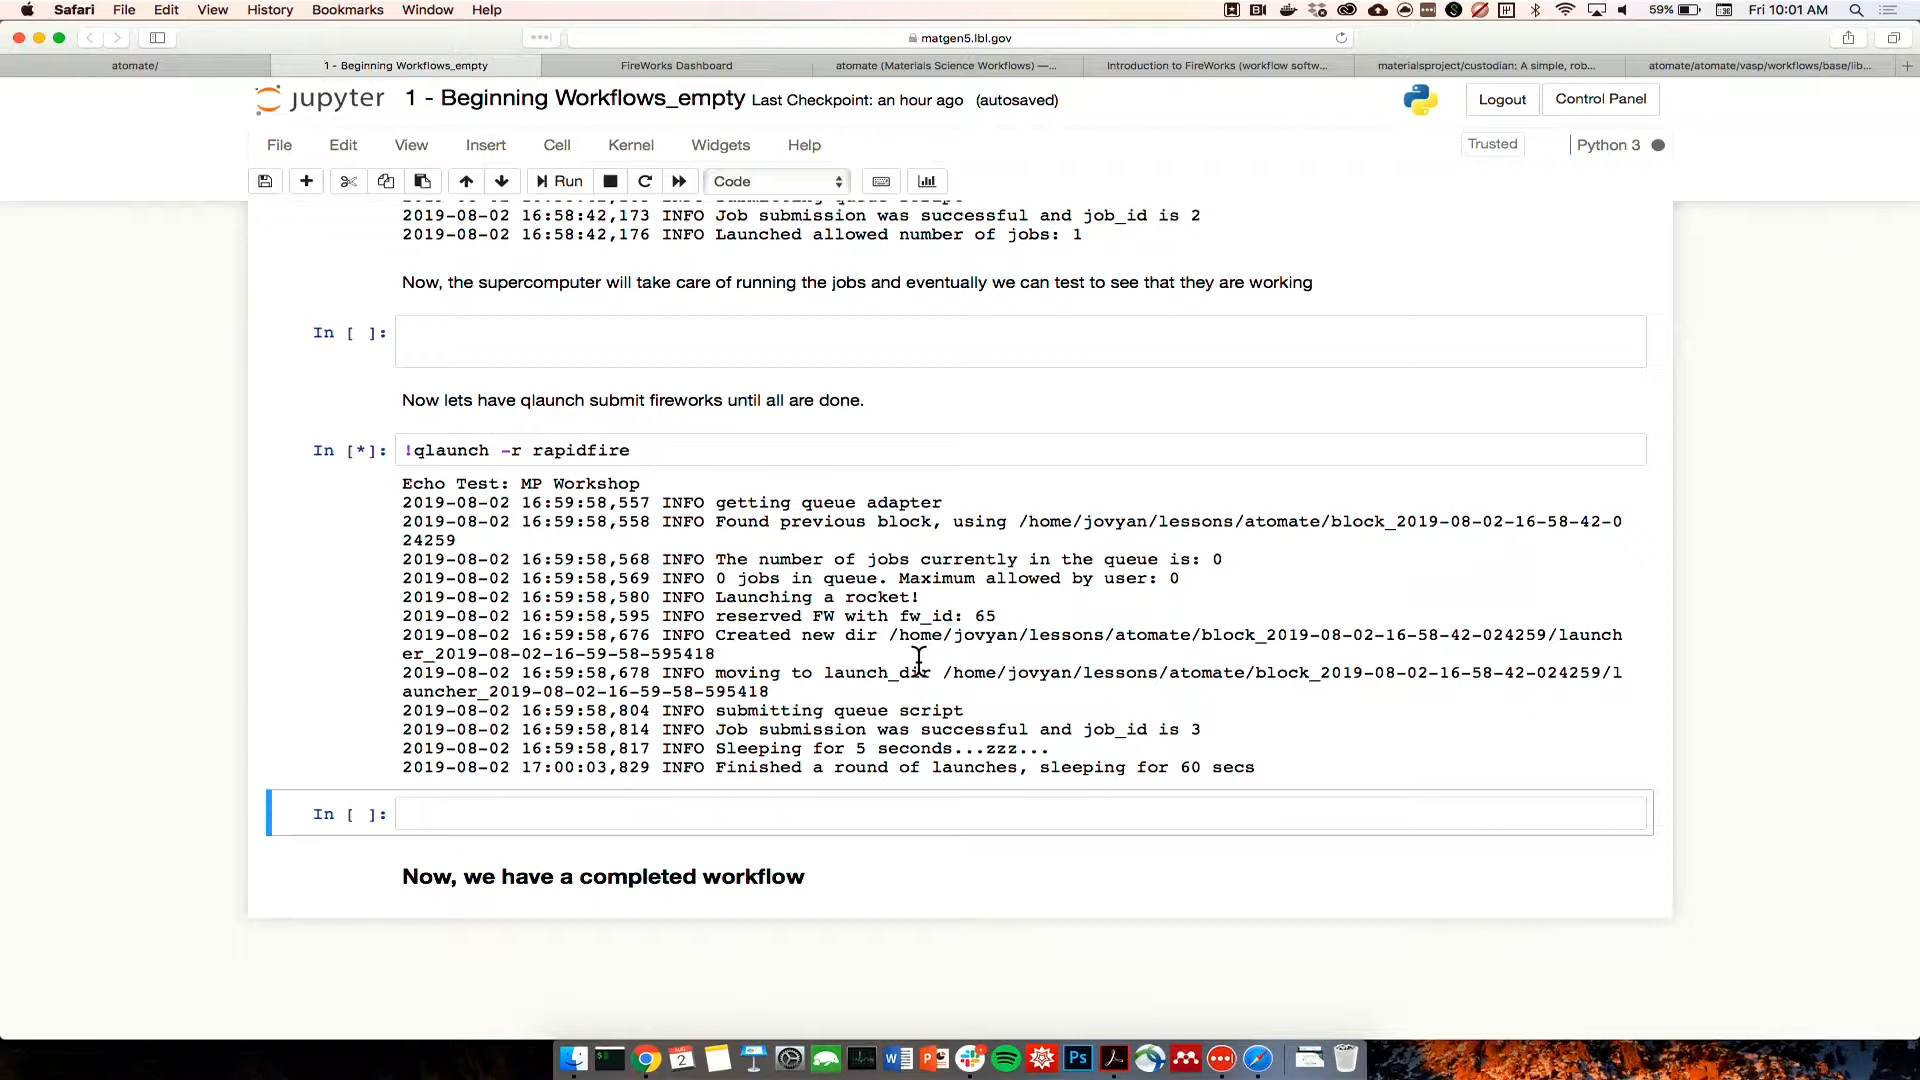 Safari File Edit View History Bookmarks Window Help 59% Fri 10:01 AM
matgen5.lbl.gov
atomate/ 1 - Beginning Workflows_empty FireWorks Dashboard atomate (Materials Science Workflows) —... Introduction to FireWorks (workflow softw... materialsproject/custodian: A simple, rob... atomate/atomate/vasp/workflows/base/lib...
jupyter 1 - Beginning Workflows_empty Last Checkpoint: an hour ago (autosaved) Logout Control Panel
File Edit View Insert Cell Kernel Widgets Help Trusted Python 3
Run Code
2019-08-02 16:58:42,173 INFO Job submission was successful and job_id is 2
2019-08-02 16:58:42,176 INFO Launched allowed number of jobs: 1
Now, the supercomputer will take care of running the jobs and eventually we can test to see that they are working
In [ ]:
Now lets have qlaunch submit fireworks until all are done.
In [*]: !qlaunch -r rapidfire
Echo Test: MP Workshop
2019-08-02 16:59:58,557 INFO getting queue adapter
2019-08-02 16:59:58,558 INFO Found previous block, using /home/jovyan/lessons/atomate/block_2019-08-02-16-58-42-0
24259
2019-08-02 16:59:58,568 INFO The number of jobs currently in the queue is: 0
2019-08-02 16:59:58,569 INFO 0 jobs in queue. Maximum allowed by user: 0
2019-08-02 16:59:58,580 INFO Launching a rocket!
2019-08-02 16:59:58,595 INFO reserved FW with fw_id: 65
2019-08-02 16:59:58,676 INFO Created new dir /home/jovyan/lessons/atomate/block_2019-08-02-16-58-42-024259/launch
er_2019-08-02-16-59-58-595418
2019-08-02 16:59:58,678 INFO moving to launch_dir /home/jovyan/lessons/atomate/block_2019-08-02-16-58-42-024259/l
auncher_2019-08-02-16-59-58-595418
2019-08-02 16:59:58,804 INFO submitting queue script
2019-08-02 16:59:58,814 INFO Job submission was successful and job_id is 3
2019-08-02 16:59:58,817 INFO Sleeping for 5 seconds...zzz...
2019-08-02 17:00:03,829 INFO Finished a round of launches, sleeping for 60 secs
In [ ]:
Now, we have a completed workflow